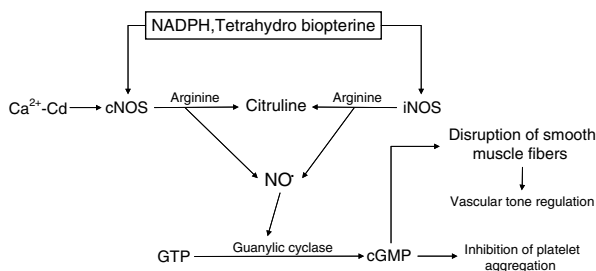 NADPH,Tetrahydro biopterine
Ca²⁺-Cd
cNOS
Arginine
Citruline
Arginine
iNOS
Disruption of smooth
muscle fibers
NO·
Vascular tone regulation
GTP
Guanylic cyclase
cGMP
Inhibition of platelet
aggregation